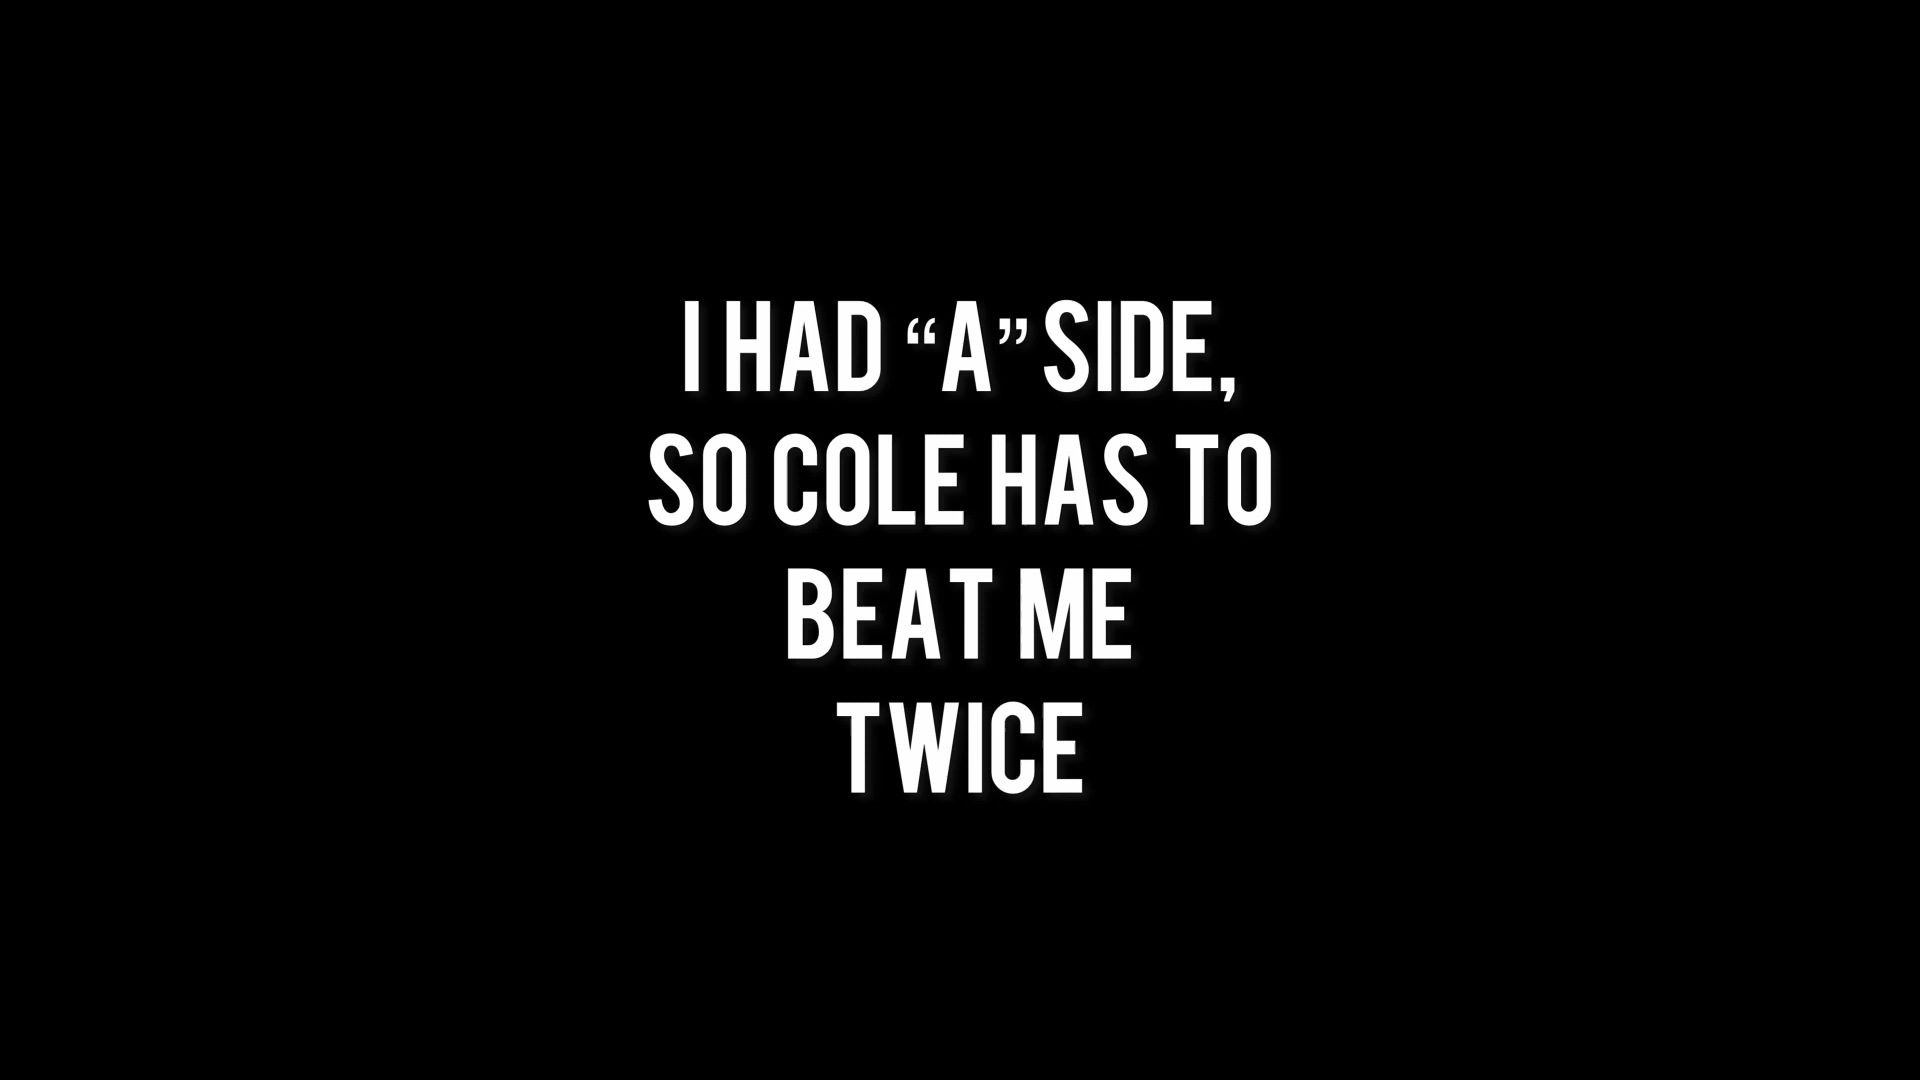 I HAD “A” SIDE,
SO COLE HAS TO
BEAT ME
TWICE